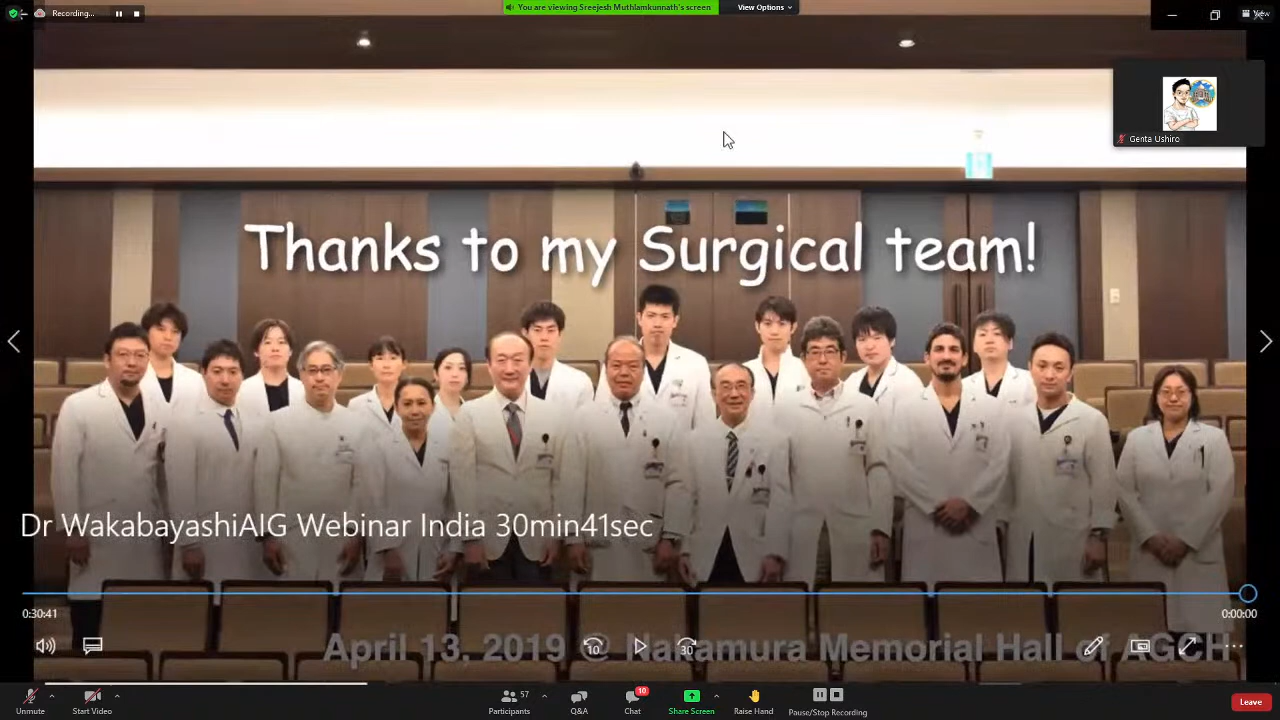 Recording...
You are viewing Sreejesh Muthlamkunnath's screen
View Options
View
Genta Ushiro
Thanks to my Surgical team!
Dr WakabayashiAIG Webinar India 30min41sec
0:30:41
0:00:00
10
30
April 13, 2019 @ Nakamura Memorial Hall of AGCH
Unmute
Start Video
57
Participants
Q&A
10
Chat
Share Screen
Raise Hand
Pause/Stop Recording
Leave